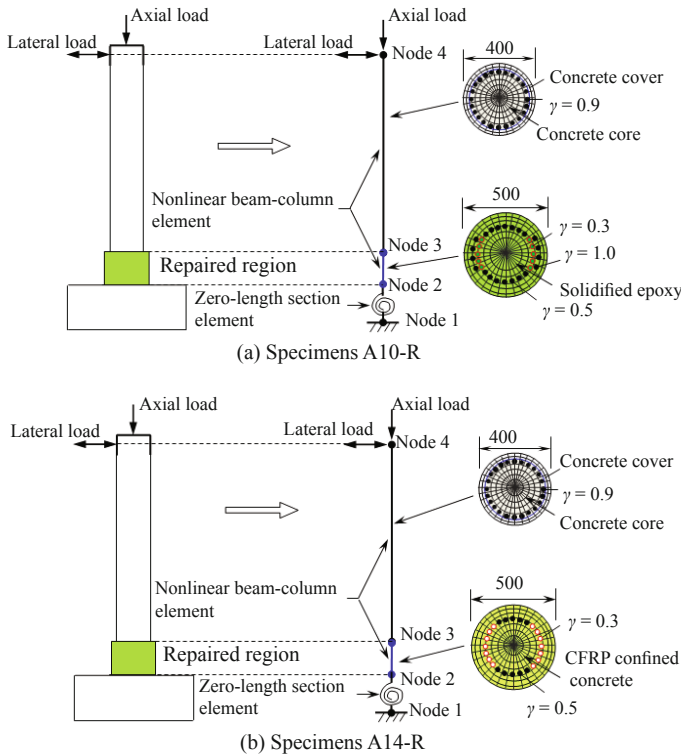 Axial load
Lateral load
Axial load
Lateral load
Node 4
400
Concrete cover
γ = 0.9
Concrete core
Nonlinear beam-column
element
500
γ = 0.3
γ = 1.0
Solidified epoxy
γ = 0.5
Node 3
Repaired region
Node 2
Zero-length section
element
Node 1
(a) Specimens A10-R
Axial load
Lateral load
Axial load
Lateral load
Node 4
400
Concrete cover
γ = 0.9
Concrete core
Nonlinear beam-column
element
500
γ = 0.3
CFRP confined
concrete
γ = 0.5
Node 3
Repaired region
Node 2
Zero-length section
element
Node 1
(b) Specimens A14-R